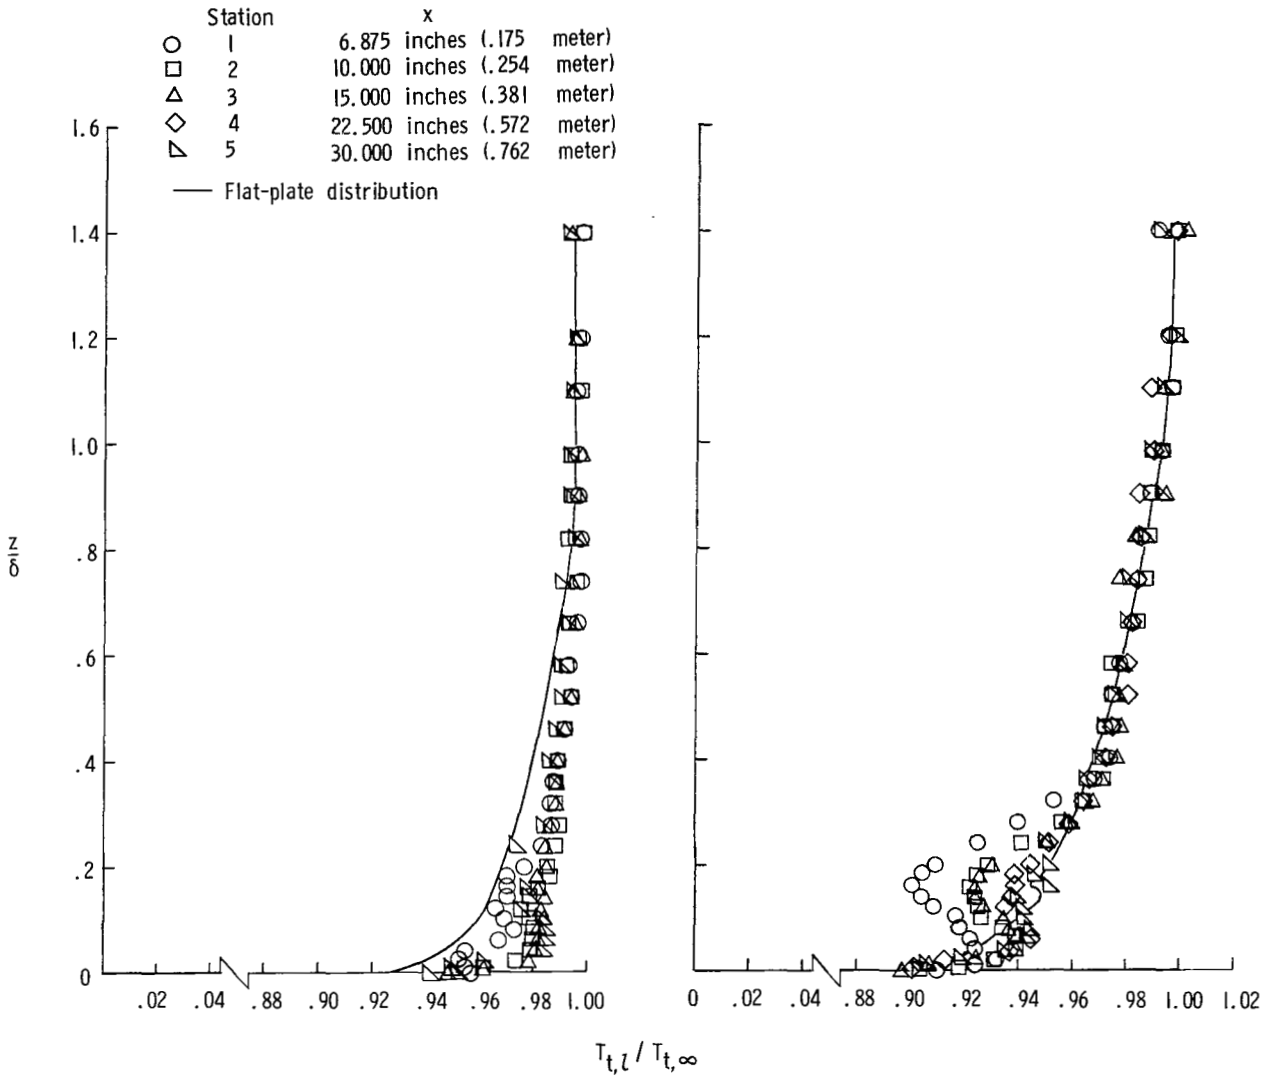 Station x
1 6.875 inches (.175 meter)
2 10.000 inches (.254 meter)
3 15.000 inches (.381 meter)
4 22.500 inches (.572 meter)
5 30.000 inches (.762 meter)
Flat-plate distribution
1.6
1.4
1.2
1.0
.8
.6
.4
.2
0
z/δ
.02 .04 .88 .90 .92 .94 .96 .98 1.00
0 .02 .04 .88 .90 .92 .94 .96 .98 1.00 1.02
T_{t,l} / T_{t,∞}